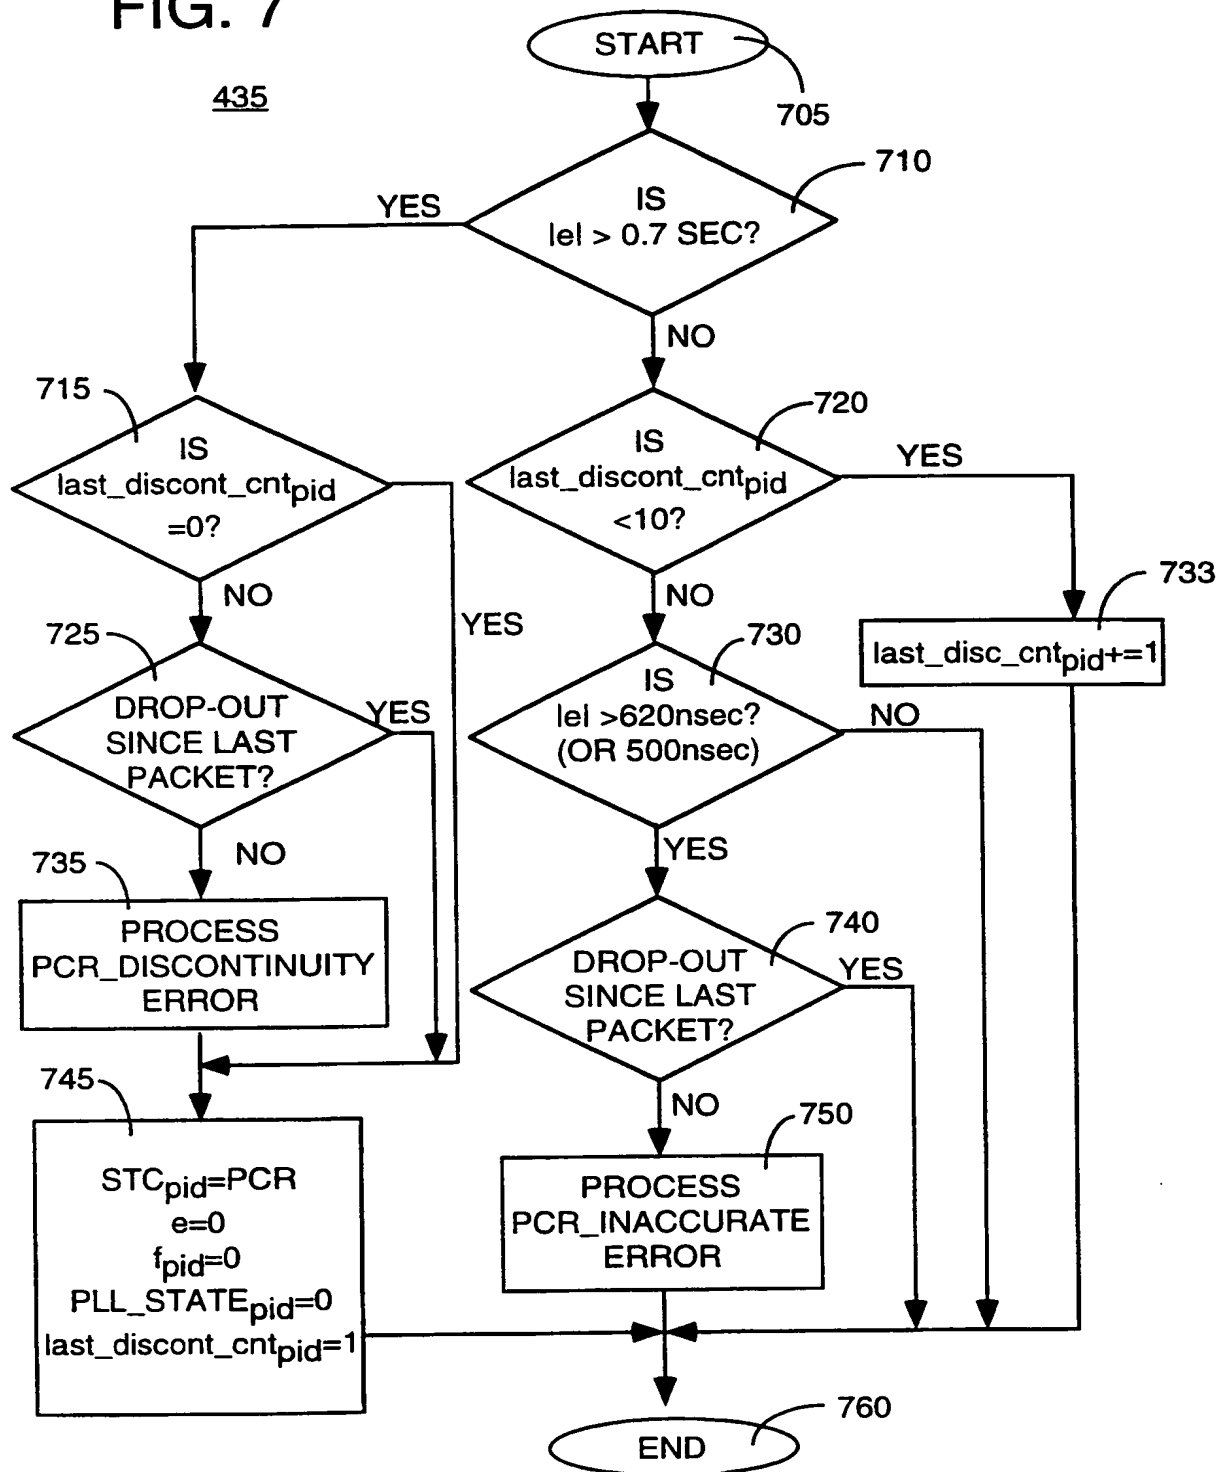 FIG. 7
435
START
705
IS
|e| > 0.7 SEC?
710
YES
NO
715
IS
last_discont_cntpid
=0?
NO
YES
720
IS
last_discont_cntpid
<10?
YES
NO
733
last_disc_cntpid+=1
725
DROP-OUT
SINCE LAST
PACKET?
YES
NO
730
IS
|e| >620nsec?
(OR 500nsec)
NO
YES
735
PROCESS
PCR_DISCONTINUITY
ERROR
740
DROP-OUT
SINCE LAST
PACKET?
YES
NO
745
STCpid=PCR
e=0
fpid=0
PLL_STATEpid=0
last_discont_cntpid=1
750
PROCESS
PCR_INACCURATE
ERROR
760
END